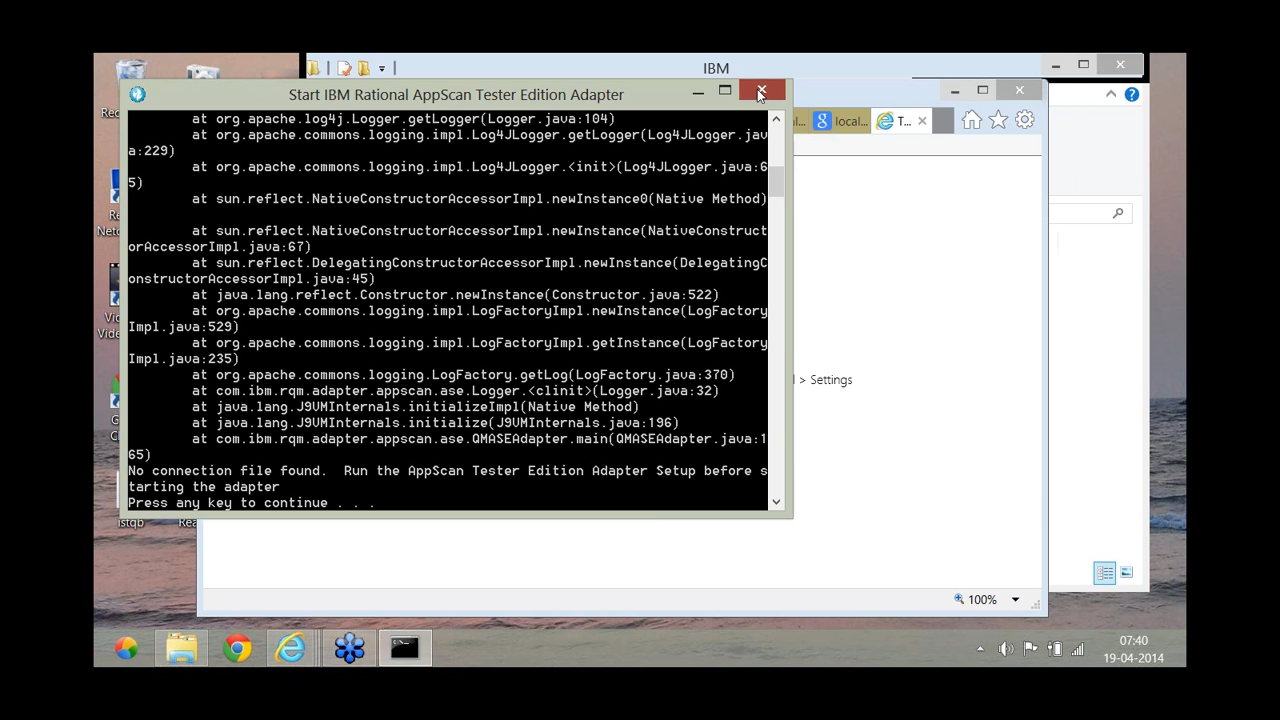 IBM
Start IBM Rational AppScan Tester Edition Adapter
at org.apache.log4j.Logger.getLogger(Logger.java:104)
at org.apache.commons.logging.impl.Log4JLogger.getLogger(Log4JLogger.jav
a:229)
at org.apache.commons.logging.impl.Log4JLogger.<init>(Log4JLogger.java:6
5)
at sun.reflect.NativeConstructorAccessorImpl.newInstance0(Native Method)
at sun.reflect.NativeConstructorAccessorImpl.newInstance(NativeConstruct
orAccessorImpl.java:67)
at sun.reflect.DelegatingConstructorAccessorImpl.newInstance(DelegatingC
onstructorAccessorImpl.java:45)
at java.lang.reflect.Constructor.newInstance(Constructor.java:522)
at org.apache.commons.logging.impl.LogFactoryImpl.newInstance(LogFactory
Impl.java:529)
at org.apache.commons.logging.impl.LogFactoryImpl.getInstance(LogFactory
Impl.java:235)
at org.apache.commons.logging.LogFactory.getLog(LogFactory.java:370)
at com.ibm.rqm.adapter.appscan.ase.Logger.<clinit>(Logger.java:32)
at java.lang.J9VMInternals.initializeImpl(Native Method)
at java.lang.J9VMInternals.initialize(J9VMInternals.java:196)
at com.ibm.rqm.adapter.appscan.ase.QMASEAdapter.main(QMASEAdapter.java:1
65)
No connection file found.  Run the AppScan Tester Edition Adapter Setup before s
tarting the adapter
Press any key to continue . . .
local...
T...
> Settings
istqb
100%
07:40
19-04-2014